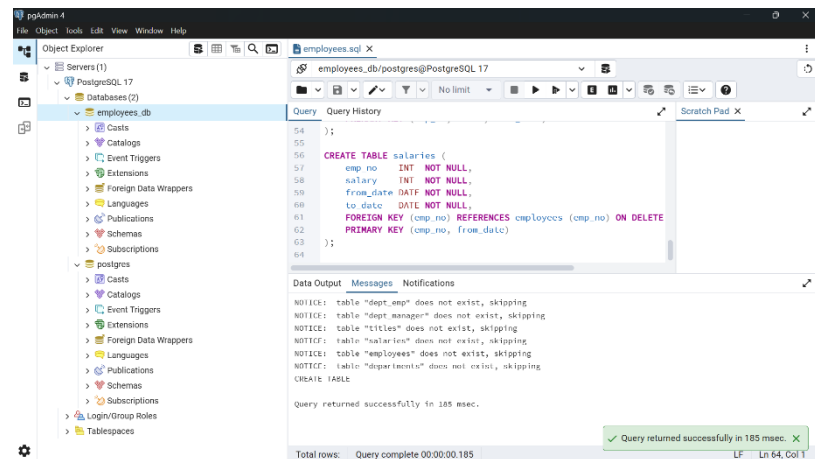 pgAdmin 4
File Object Tools Edit View Window Help
Object Explorer
employees.sql
Servers (1)
employees_db/postgres@PostgreSQL 17
PostgreSQL 17
Databases (2)
No limit
employees_db
Query Query History
Scratch Pad
Casts
Catalogs
Event Triggers
Extensions
Foreign Data Wrappers
Languages
Publications
Schemas
Subscriptions
postgres
Casts
Catalogs
Event Triggers
Extensions
Foreign Data Wrappers
Languages
Publications
Schemas
Subscriptions
Login/Group Roles
Tablespaces
54 );
55
56 CREATE TABLE salaries (
57 emp_no INT NOT NULL,
58 salary INT NOT NULL,
59 from_date DATE NOT NULL,
60 to_date DATE NOT NULL,
61 FOREIGN KEY (emp_no) REFERENCES employees (emp_no) ON DELETE
62 PRIMARY KEY (emp_no, from_date)
63 );
64
Data Output Messages Notifications
NOTICE: table "dept_emp" does not exist, skipping
NOTICE: table "dept_manager" does not exist, skipping
NOTICE: table "titles" does not exist, skipping
NOTICE: table "salaries" does not exist, skipping
NOTICE: table "employees" does not exist, skipping
NOTICE: table "departments" does not exist, skipping
CREATE TABLE
Query returned successfully in 185 msec.
Query returned successfully in 185 msec.
Total rows: Query complete 00:00:00.185
LF Ln 64, Col 1